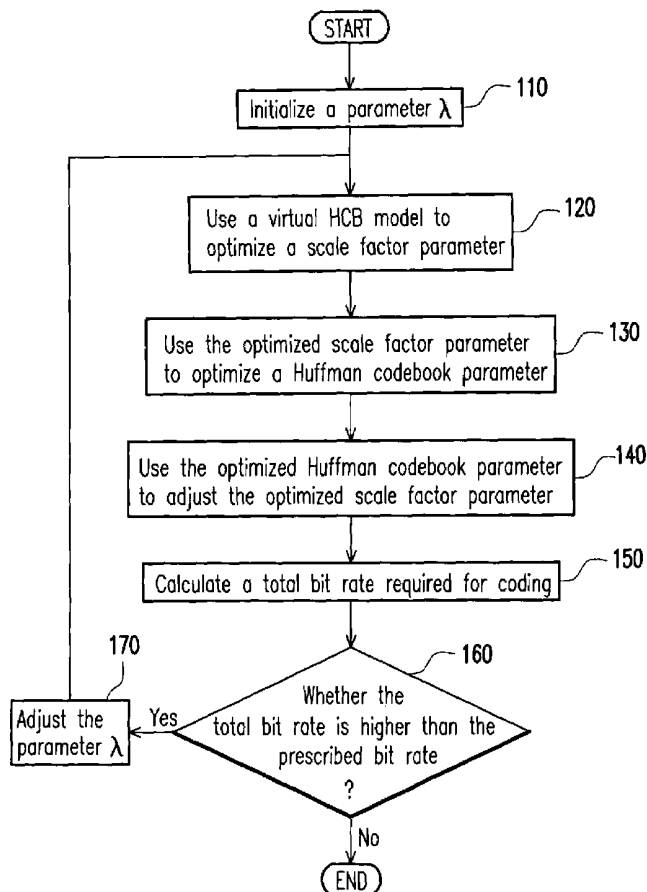 START
Initialize a parameter λ
110
Use a virtual HCB model to
optimize a scale factor parameter
120
Use the optimized scale factor parameter
to optimize a Huffman codebook parameter
130
Use the optimized Huffman codebook parameter
to adjust the optimized scale factor parameter
140
Calculate a total bit rate required for coding
150
160
Whether the
total bit rate is higher than the
prescribed bit rate
?
170
Adjust the
parameter λ
Yes
No
END